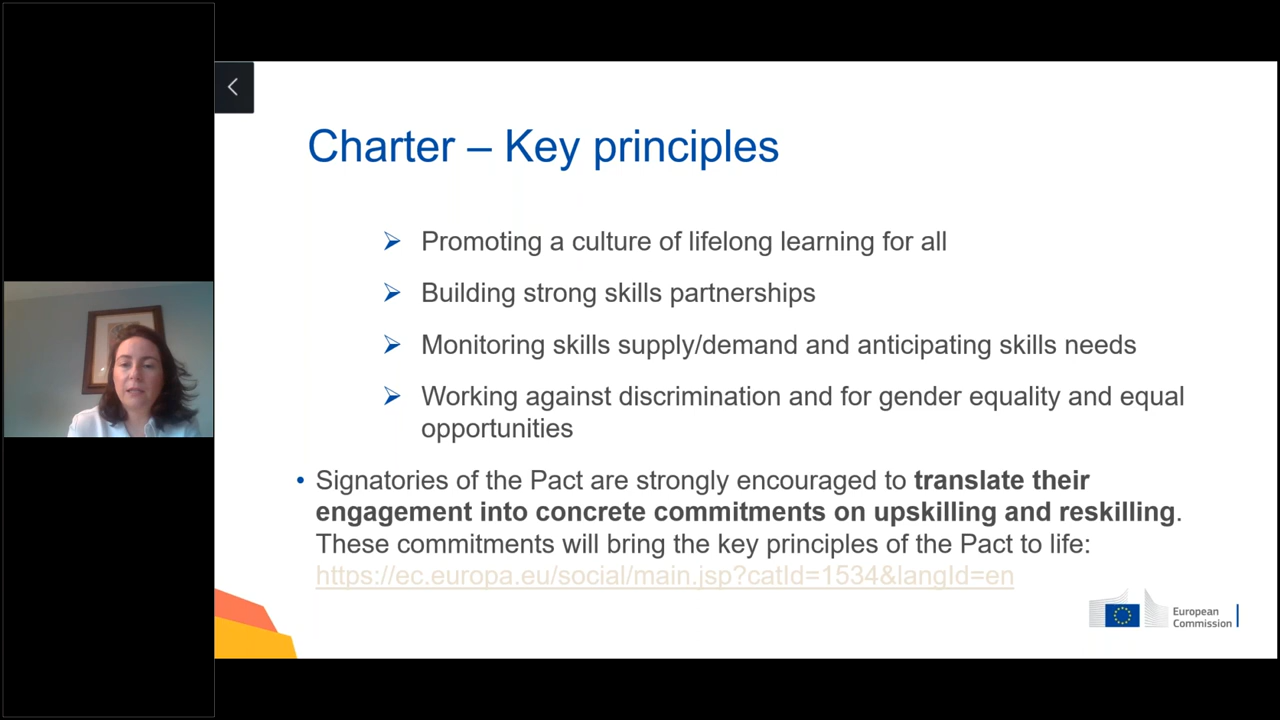 Charter – Key principles
Promoting a culture of lifelong learning for all
Building strong skills partnerships
Monitoring skills supply/demand and anticipating skills needs
Working against discrimination and for gender equality and equal
opportunities
• Signatories of the Pact are strongly encouraged to translate their
engagement into concrete commitments on upskilling and reskilling.
These commitments will bring the key principles of the Pact to life:
https://ec.europa.eu/social/main.jsp?catId=1534&langId=en
European
Commission